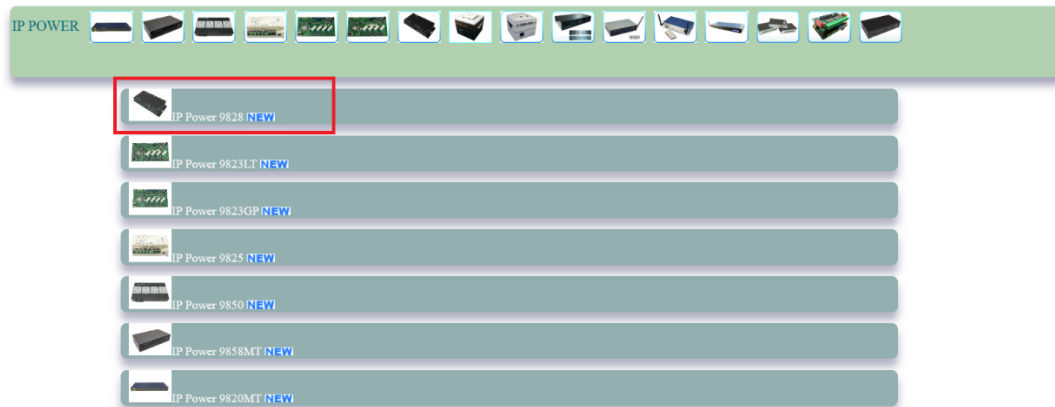 IP POWER
IP Power 9828 NEW
IP Power 9823LT NEW
IP Power 9823GP NEW
IP Power 9825 NEW
IP Power 9850 NEW
IP Power 9858MT NEW
IP Power 9820MT NEW